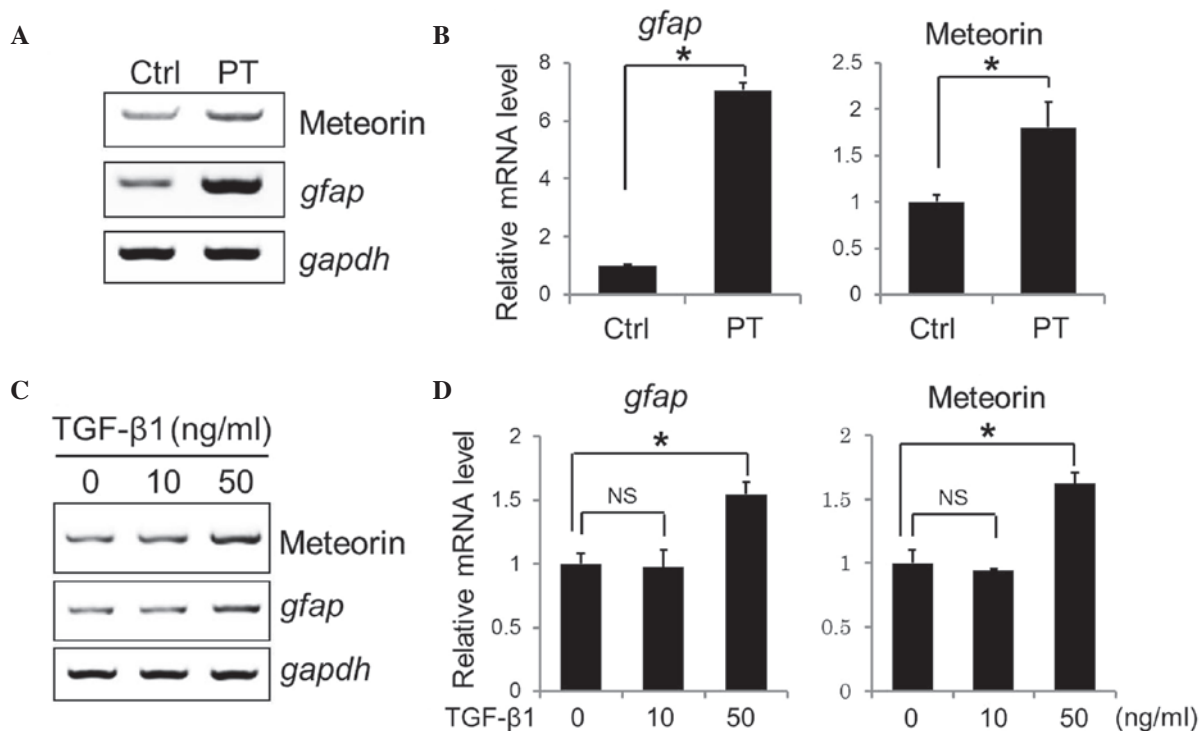 A
Ctrl PT
Meteorin
gfap
gapdh
B
gfap
Relative mRNA level
8
6
4
2
0
*
Ctrl PT
Meteorin
2.5
2
1.5
1
0.5
0
*
Ctrl PT
C
TGF-β1 (ng/ml)
0 10 50
Meteorin
gfap
gapdh
D
gfap
Relative mRNA level
2
1.5
1
0.5
0
*
NS
TGF-β1 0 10 50
Meteorin
2
1.5
1
0.5
0
*
NS
0 10 50 (ng/ml)